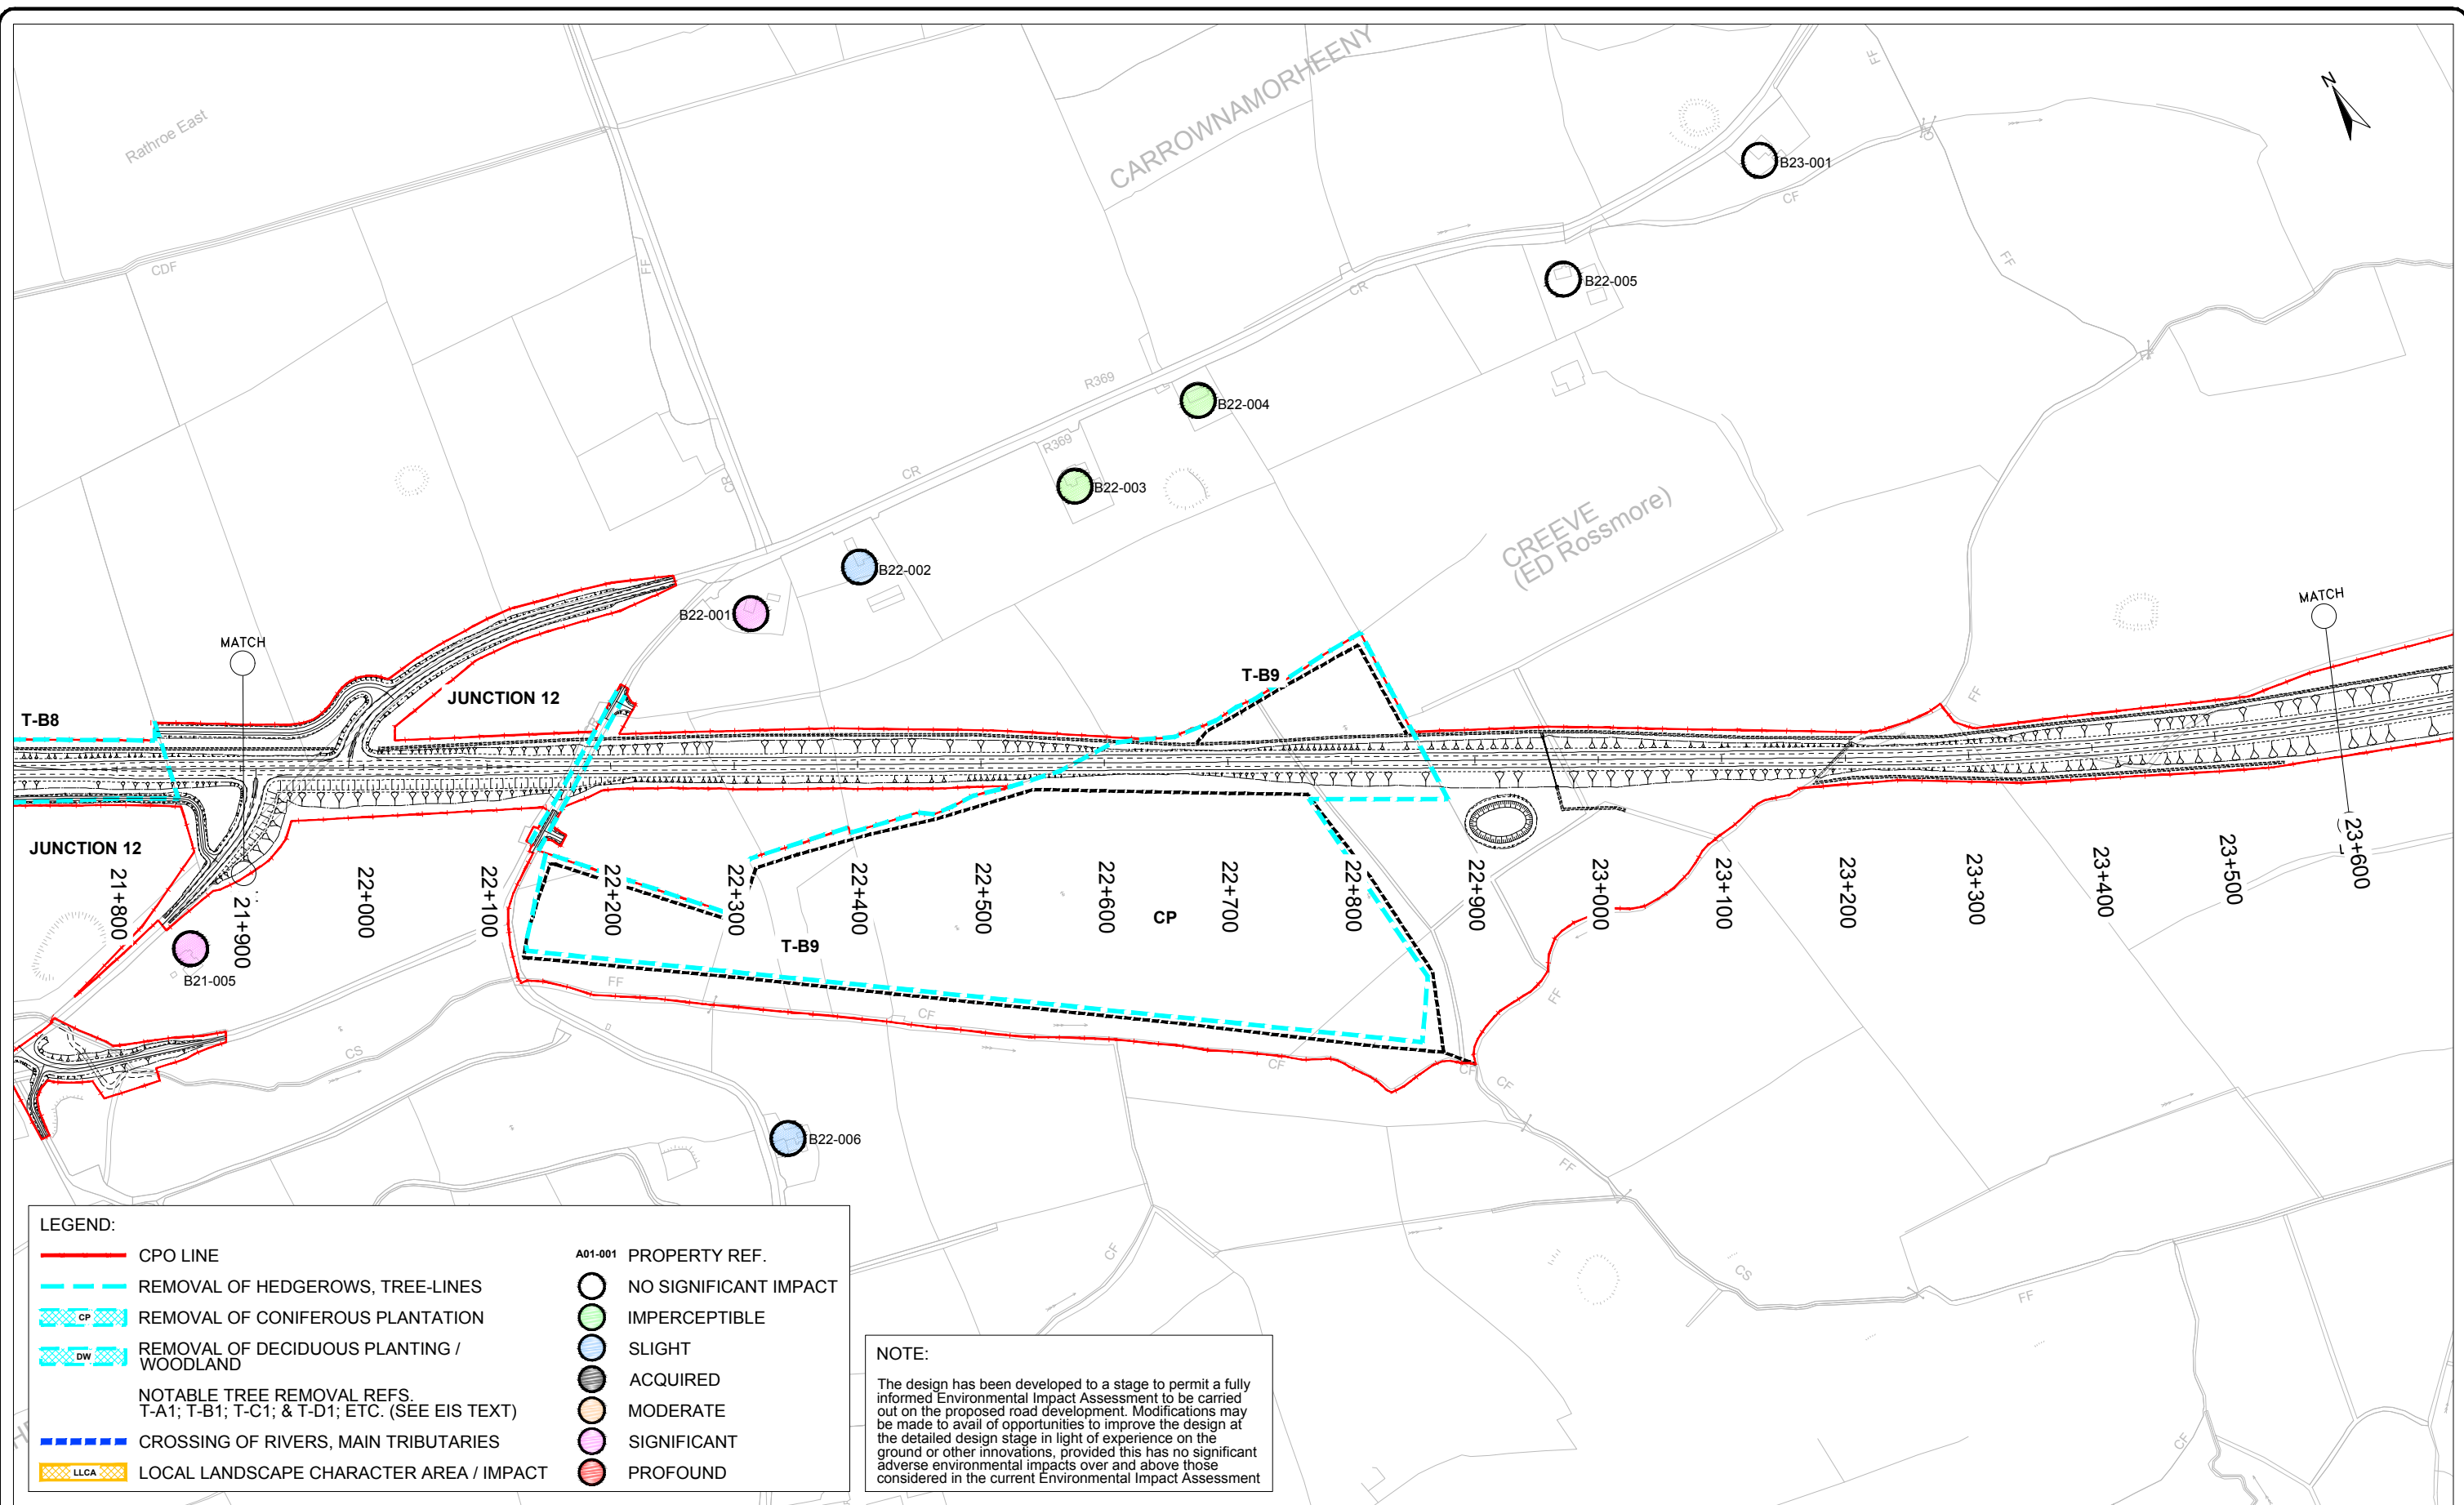 Rathroe East
CARROWNAMORHEENY
FF
N
B23-001
CF
CDF
FF
FF
B22-005
CR
R369
B22-004
R369
CR
CR
B22-003
CREEVE
(ED Rossmore)
B22-002
MATCH
B22-001
MATCH
T-B9
FF
JUNCTION 12
T-B8
CR
JUNCTION 12
21+800
21+900
22+000
22+100
22+200
22+300
22+400
22+500
22+600
22+700
22+800
22+900
23+000
23+100
23+200
23+300
23+400
23+500
23+600
CP
T-B9
B21-005
FF
CF
FF
CS
CF
CF
CF
B22-006
FF
CF
CS
FF
CF
LEGEND:
CPO LINE
REMOVAL OF HEDGEROWS, TREE-LINES
CP REMOVAL OF CONIFEROUS PLANTATION
DW REMOVAL OF DECIDUOUS PLANTING /
WOODLAND
NOTABLE TREE REMOVAL REFS.
T-A1; T-B1; T-C1; & T-D1; ETC. (SEE EIS TEXT)
CROSSING OF RIVERS, MAIN TRIBUTARIES
LLCA LOCAL LANDSCAPE CHARACTER AREA / IMPACT
A01-001 PROPERTY REF.
NO SIGNIFICANT IMPACT
IMPERCEPTIBLE
SLIGHT
ACQUIRED
MODERATE
SIGNIFICANT
PROFOUND
NOTE:
The design has been developed to a stage to permit a fully
informed Environmental Impact Assessment to be carried
out on the proposed road development. Modifications may
be made to avail of opportunities to improve the design at
the detailed design stage in light of experience on the
ground or other innovations, provided this has no significant
adverse environmental impacts over and above those
considered in the current Environmental Impact Assessment